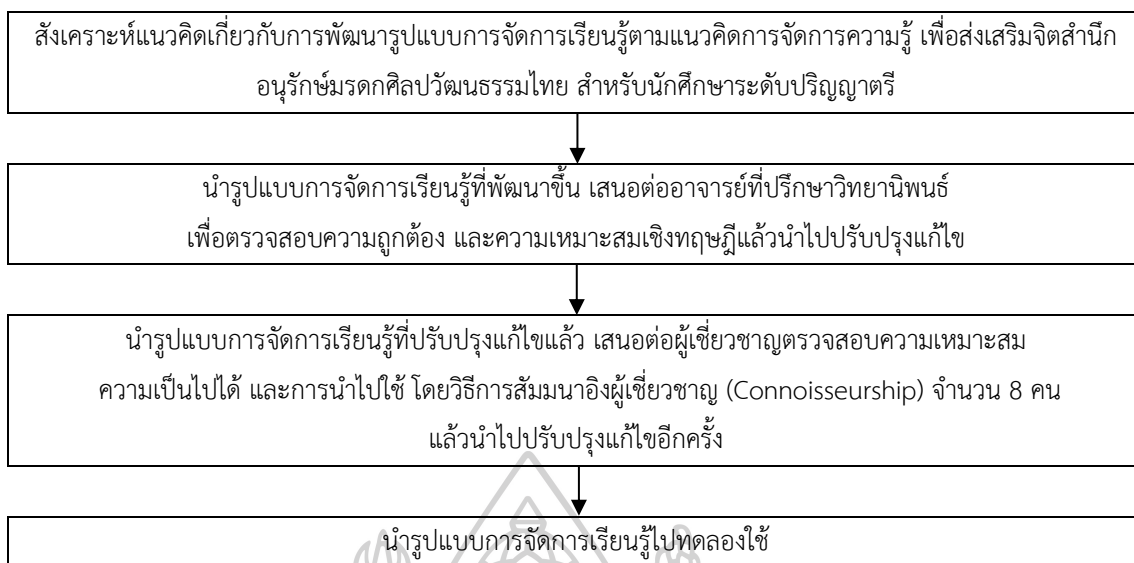 สังเคราะห์แนวคิดเกี่ยวกับการพัฒนารูปแบบการจัดการเรียนรู้ตามแนวคิดการจัดการความรู้ เพื่อส่งเสริมจิตสำนึก
อนุรักษ์มรดกศิลปวัฒนธรรมไทย สำหรับนักศึกษาระดับปริญญาตรี
นำรูปแบบการจัดการเรียนรู้ที่พัฒนาขึ้น เสนอต่ออาจารย์ที่ปรึกษาวิทยานิพนธ์
เพื่อตรวจสอบความถูกต้อง และความเหมาะสมเชิงทฤษฎีแล้วนำไปปรับปรุงแก้ไข
นำรูปแบบการจัดการเรียนรู้ที่ปรับปรุงแก้ไขแล้ว เสนอต่อผู้เชี่ยวชาญตรวจสอบความเหมาะสม
ความเป็นไปได้ และการนำไปใช้ โดยวิธีการสัมมนาอิงผู้เชี่ยวชาญ (Connoisseurship) จำนวน 8 คน
แล้วนำไปปรับปรุงแก้ไขอีกครั้ง
นำรูปแบบการจัดการเรียนรู้ไปทดลองใช้